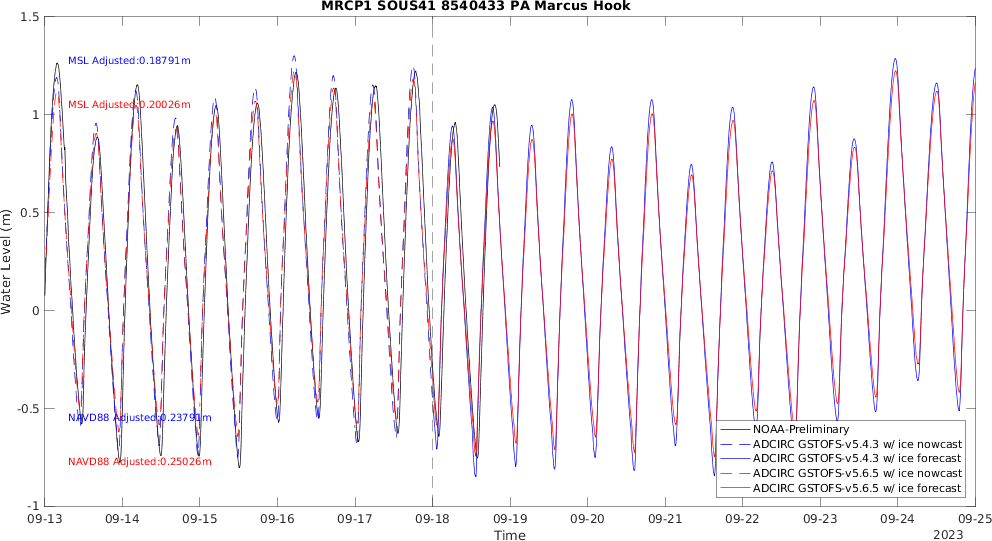 MRCP1 SOUS41 8540433 PA Marcus Hook
1.5
MSL Adjusted:0.18791m
MSL Adjusted:0.20026m
1
0.5
Water Level (m)
0
-0.5
NAVD88 Adjusted:0.23791m
NAVD88 Adjusted:0.25026m
-1
NOAA-Preliminary
ADCIRC GSTOFS-v5.4.3 w/ ice nowcast
ADCIRC GSTOFS-v5.4.3 w/ ice forecast
ADCIRC GSTOFS-v5.6.5 w/ ice nowcast
ADCIRC GSTOFS-v5.6.5 w/ ice forecast
09-13 09-14 09-15 09-16 09-17 09-18 09-19 09-20 09-21 09-22 09-23 09-24 09-25
Time
2023